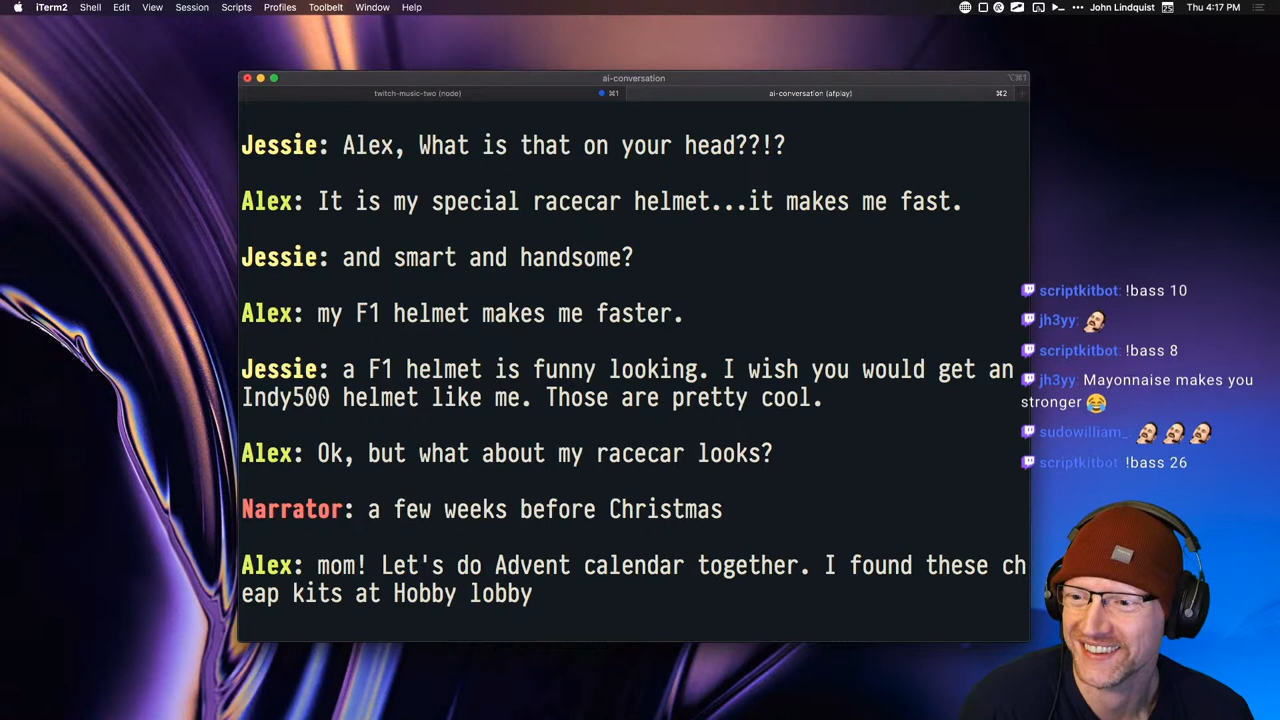 iTerm2 Shell Edit View Session Scripts Profiles Toolbelt Window Help John Lindquist 25 Thu 4:17 PM
ai-conversation ⌥⌘1
twitch-music-two (node) ⌘1 ai-conversation (afplay) ⌘2
Jessie: Alex, What is that on your head??!?
Alex: It is my special racecar helmet...it makes me fast.
Jessie: and smart and handsome?
Alex: my F1 helmet makes me faster.
Jessie: a F1 helmet is funny looking. I wish you would get an
Indy500 helmet like me. Those are pretty cool.
Alex: Ok, but what about my racecar looks?
Narrator: a few weeks before Christmas
Alex: mom! Let's do Advent calendar together. I found these ch
eap kits at Hobby lobby
scriptkitbot: !bass 10
jh3yy:
scriptkitbot: !bass 8
jh3yy: Mayonnaise makes you
stronger 😂
sudowilliam_:
scriptkitbot: !bass 26